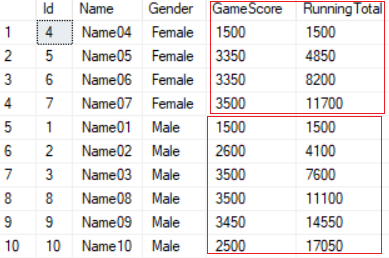 Id Name Gender GameScore RunningTotal
1 4 Name04 Female 1500 1500
2 5 Name05 Female 3350 4850
3 6 Name06 Female 3350 8200
4 7 Name07 Female 3500 11700
5 1 Name01 Male 1500 1500
6 2 Name02 Male 2600 4100
7 3 Name03 Male 3500 7600
8 8 Name08 Male 3500 11100
9 9 Name09 Male 3450 14550
10 10 Name10 Male 2500 17050